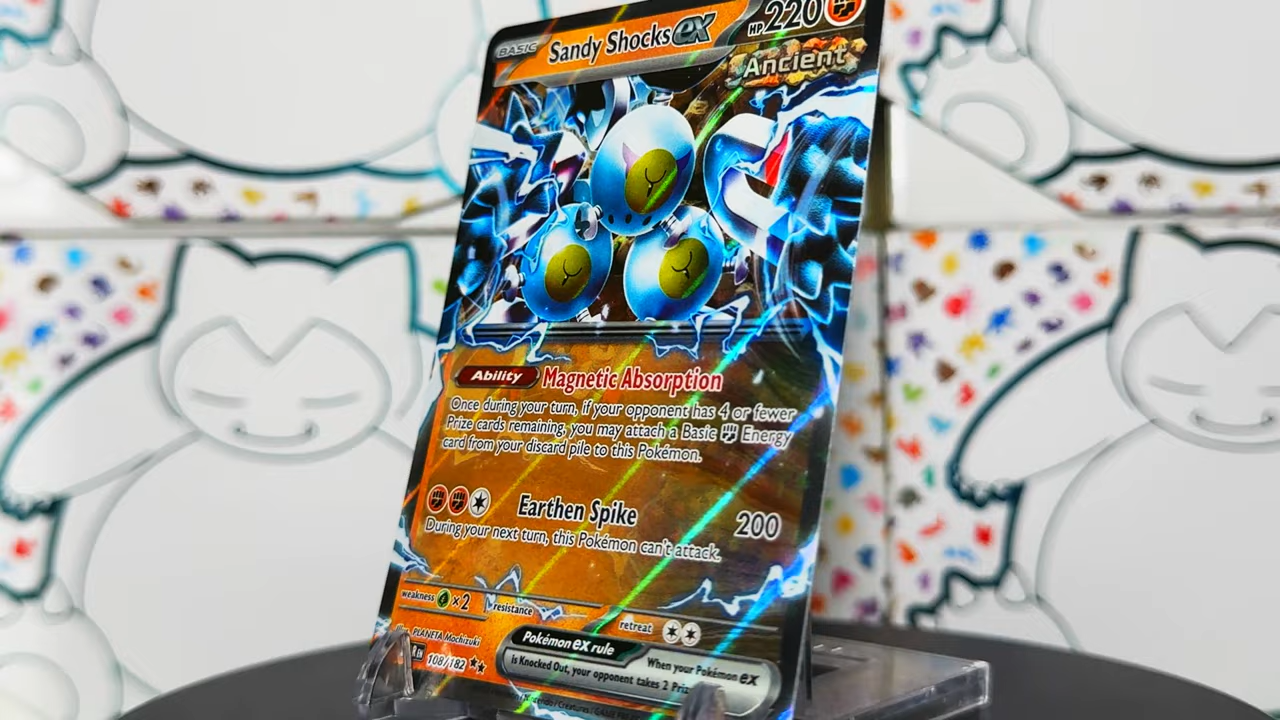 BASIC Sandy Shocks ex HP 220
Ancient
Ability Magnetic Absorption
Once during your turn, if your opponent has 4 or fewer
Prize cards remaining, you may attach a Basic Energy
card from your discard pile to this Pokémon.
Earthen Spike 200
During your next turn, this Pokémon can't attack.
weakness ×2 resistance retreat
PLANETA Mochizuki
108/182
Pokémon ex rule
When your Pokémon ex
is Knocked Out, your opponent takes 2 Priz